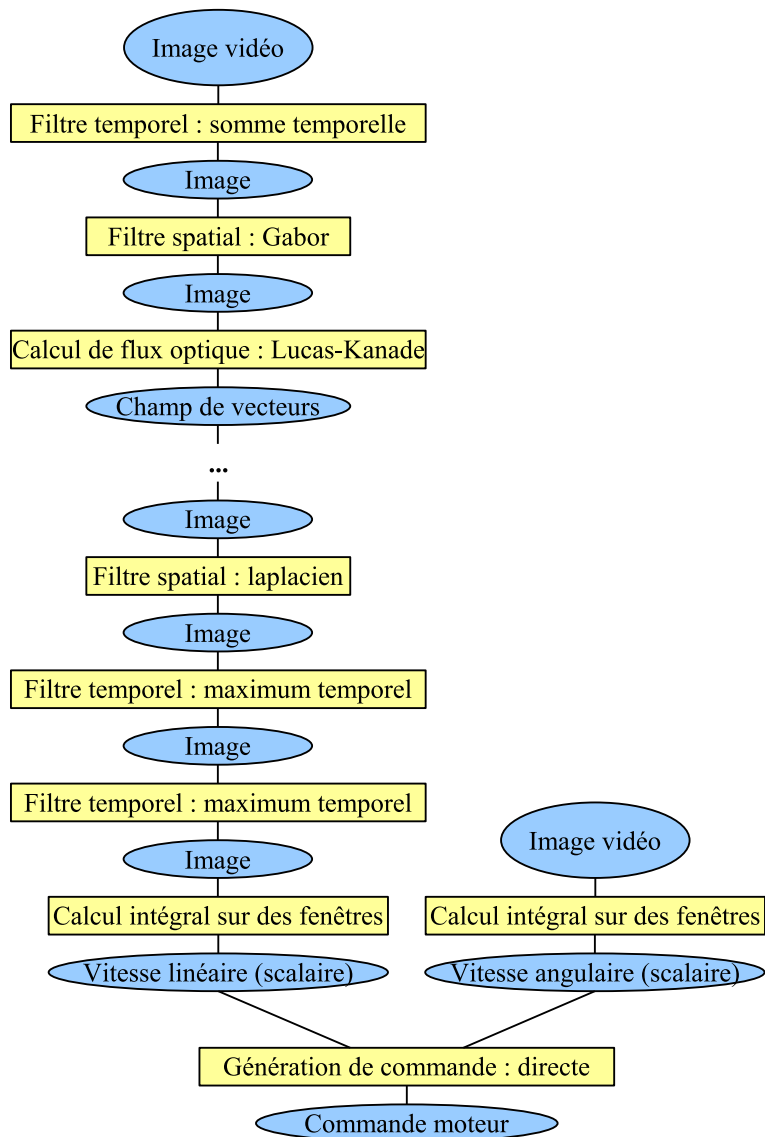 Image vidéo
Filtre temporel : somme temporelle
Image
Filtre spatial : Gabor
Image
Calcul de flux optique : Lucas-Kanade
Champ de vecteurs
...
Image
Filtre spatial : laplacien
Image
Filtre temporel : maximum temporel
Image
Filtre temporel : maximum temporel
Image
Calcul intégral sur des fenêtres
Vitesse linéaire (scalaire)
Image vidéo
Calcul intégral sur des fenêtres
Vitesse angulaire (scalaire)
Génération de commande : directe
Commande moteur